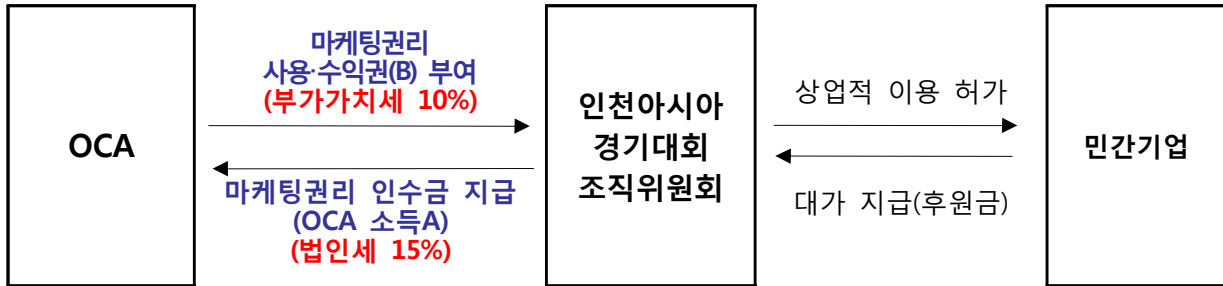 OCA
마케팅권리
사용·수익권(B) 부여
(부가가치세 10%)
마케팅권리 인수금 지급
(OCA 소득A)
(법인세 15%)
인천아시아
경기대회
조직위원회
상업적 이용 허가
대가 지급(후원금)
민간기업